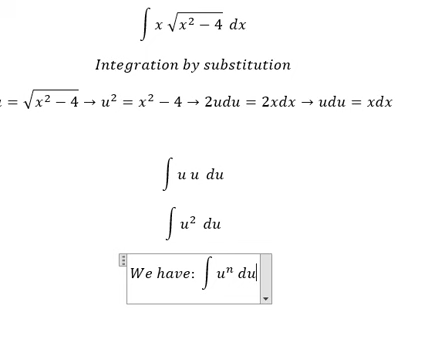 ∫ x √(x² − 4) dx
Integration by substitution
= √(x² − 4) → u² = x² − 4 → 2udu = 2xdx → udu = xdx
∫ u u du
∫ u² du
We have: ∫ uⁿ du